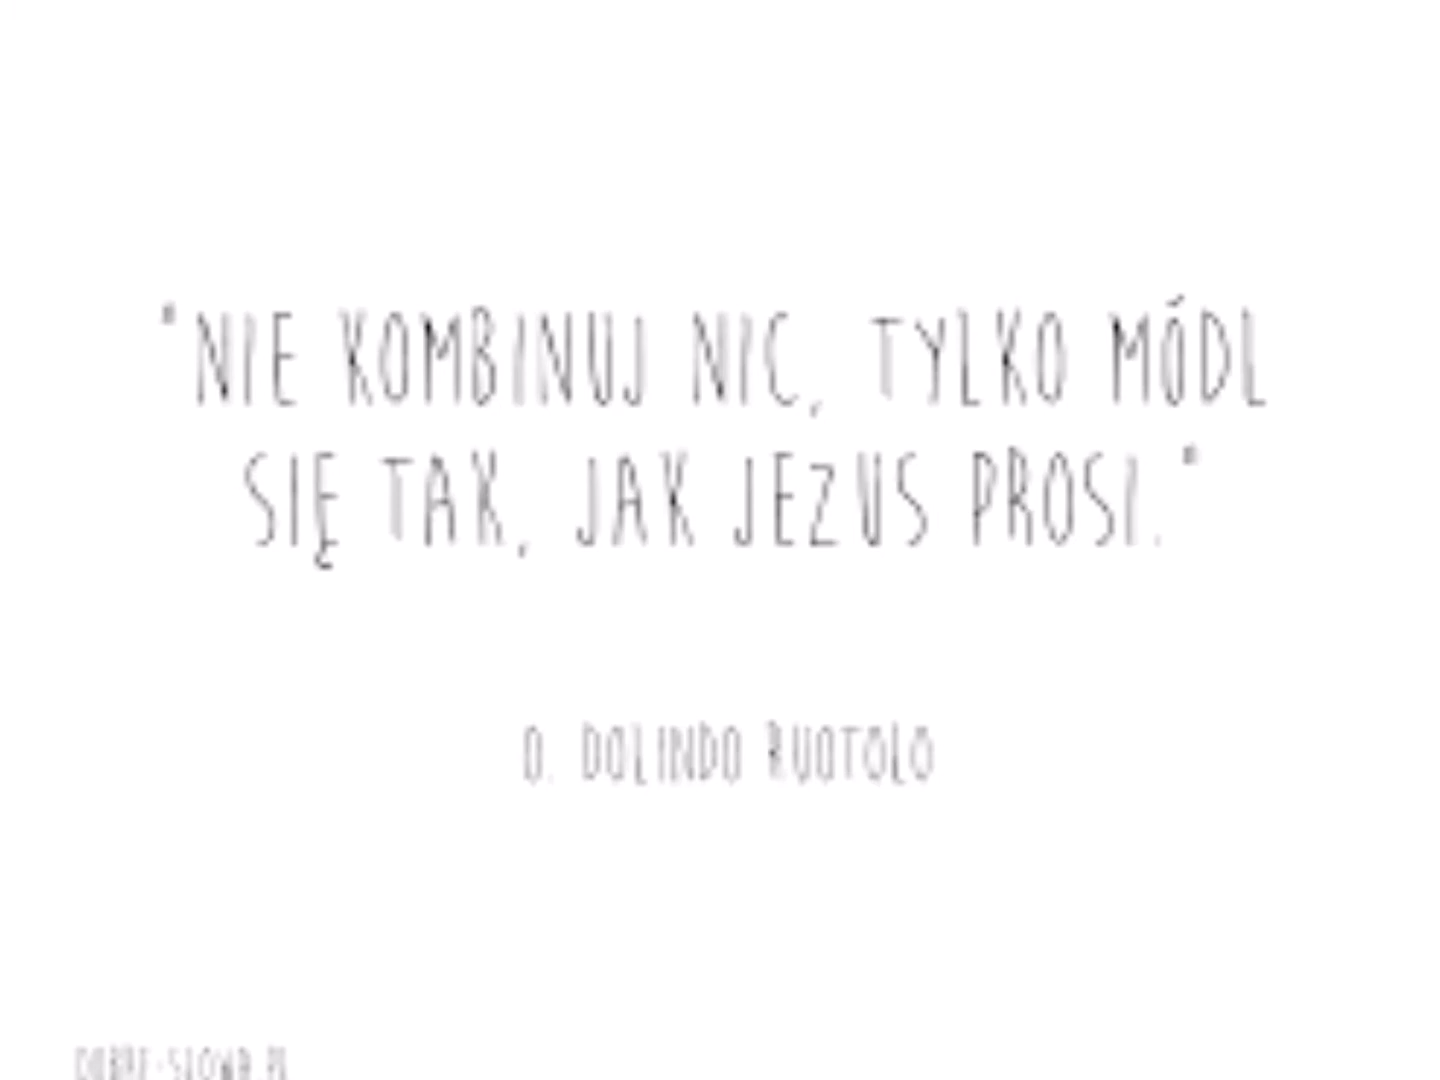 "NIE KOMBINUJ NIC, TYLKO MÓDL
SIĘ TAK, JAK JEZUS PROSI."
O. DOLINDO RUOTOLO
DOBRE-SLOWA.PL